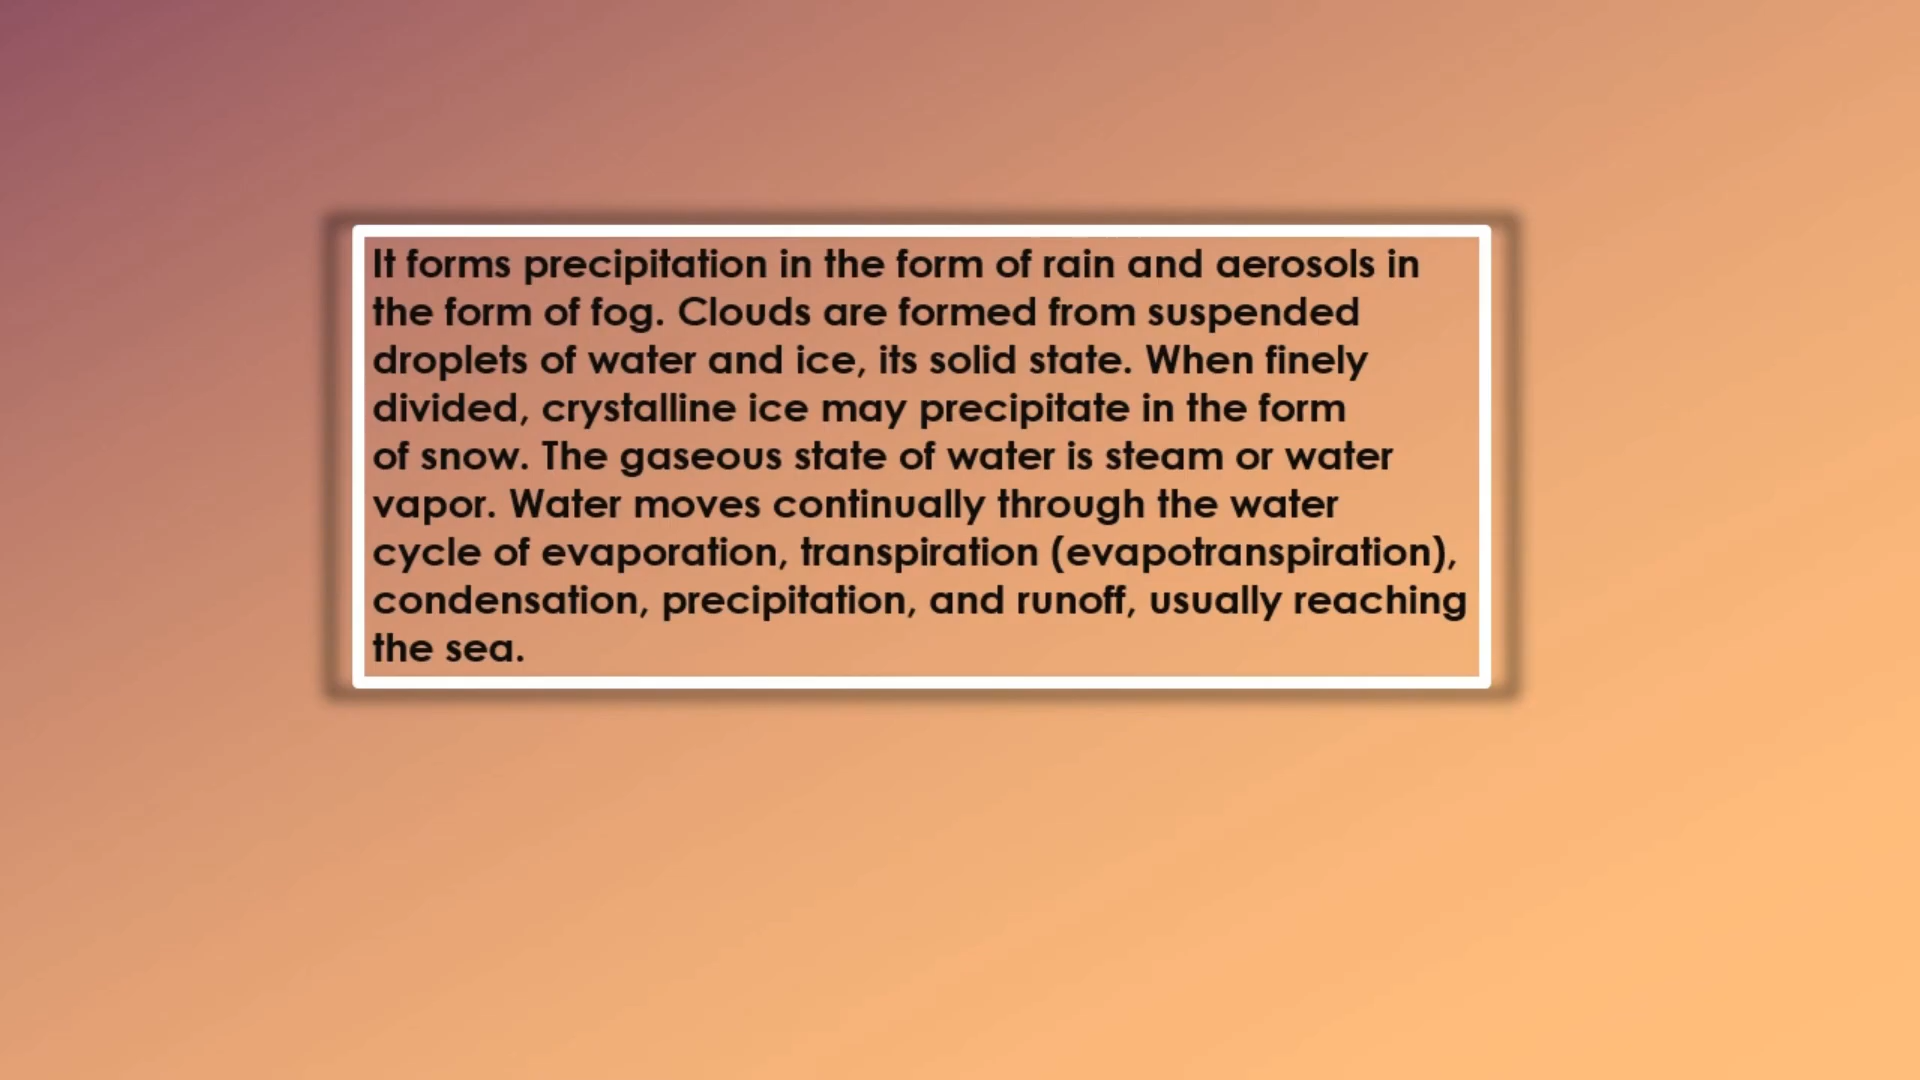 It forms precipitation in the form of rain and aerosols in
the form of fog. Clouds are formed from suspended
droplets of water and ice, its solid state. When finely
divided, crystalline ice may precipitate in the form
of snow. The gaseous state of water is steam or water
vapor. Water moves continually through the water
cycle of evaporation, transpiration (evapotranspiration),
condensation, precipitation, and runoff, usually reaching
the sea.